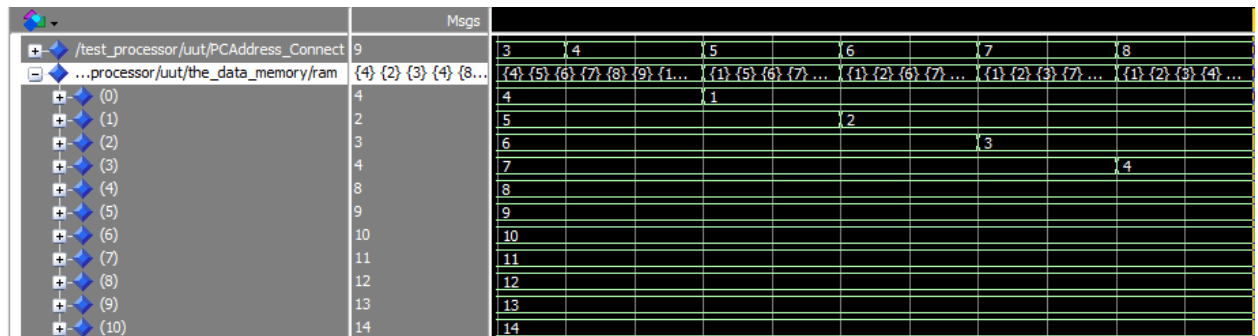 Msgs
/test_processor/uut/PCAddress_Connect 9 3 4 5 6 7 8
...processor/uut/the_data_memory/ram {4} {2} {3} {4} {8... {4} {5} {6} {7} {8} {9} {1... {1} {5} {6} {7} ... {1} {2} {6} {7} ... {1} {2} {3} {7} ... {1} {2} {3} {4} ...
(0) 4 4 1
(1) 2 5 2
(2) 3 6 3
(3) 4 7 4
(4) 8 8
(5) 9 9
(6) 10 10
(7) 11 11
(8) 12 12
(9) 13 13
(10) 14 14